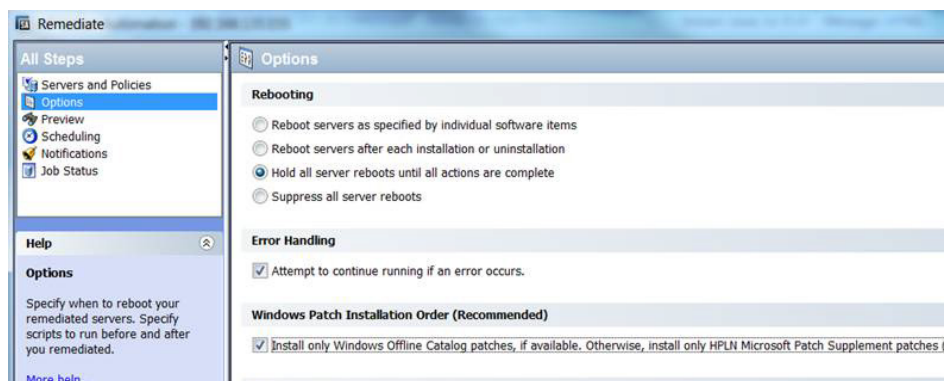 Remediate
All Steps
Servers and Policies
Options
Preview
Scheduling
Notifications
Job Status
Help
Options
Specify when to reboot your
remediated servers. Specify
scripts to run before and after
you remediated.
More help
Options
Rebooting
Reboot servers as specified by individual software items
Reboot servers after each installation or uninstallation
Hold all server reboots until all actions are complete
Suppress all server reboots
Error Handling
Attempt to continue running if an error occurs.
Windows Patch Installation Order (Recommended)
Install only Windows Offline Catalog patches, if available. Otherwise, install only HPLN Microsoft Patch Supplement patches (